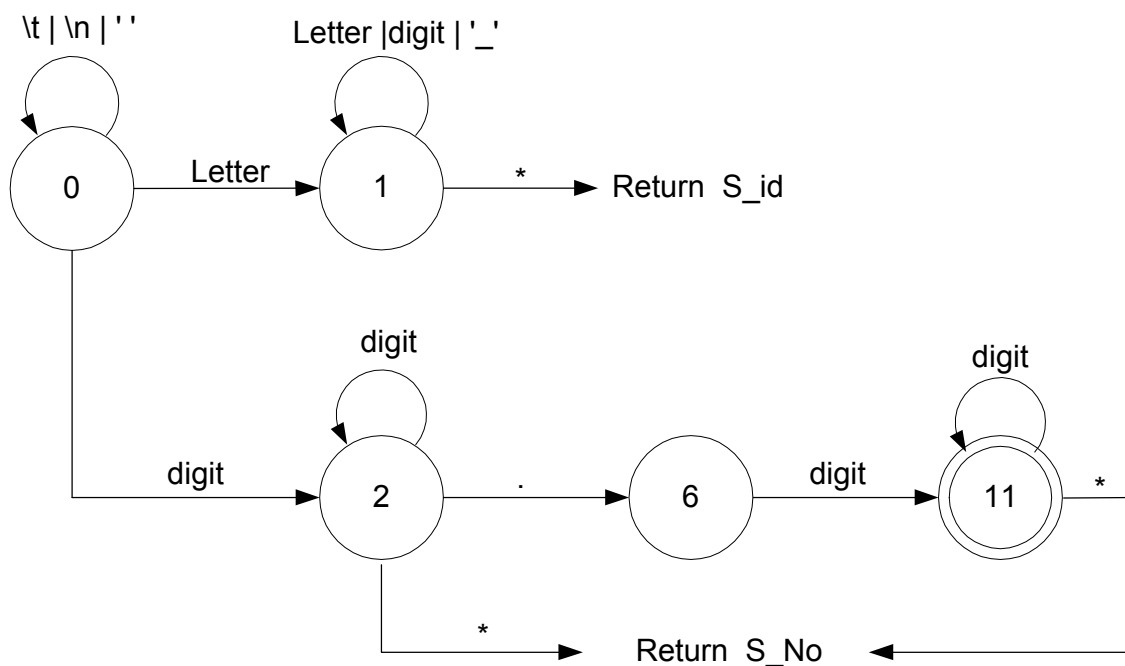 \t | \n | ' '
Letter |digit | '_'
0
Letter
1
*
Return S_id
digit
digit
digit
2
.
6
digit
11
*
*
Return S_No